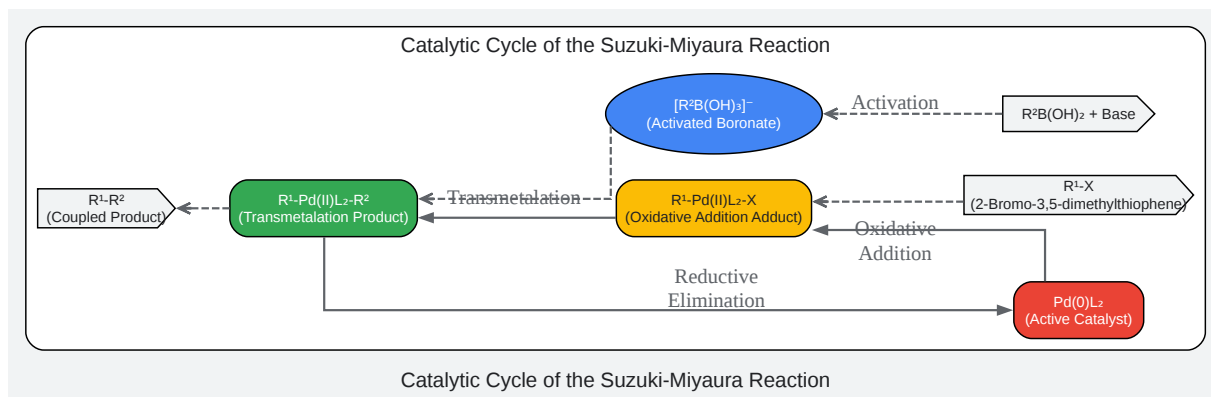 Catalytic Cycle of the Suzuki-Miyaura Reaction
[R²B(OH)₃]⁻
(Activated Boronate)
Activation
R²B(OH)₂ + Base
R¹-R²
(Coupled Product)
R¹-Pd(II)L₂-R²
(Transmetalation Product)
Transmetalation
R¹-Pd(II)L₂-X
(Oxidative Addition Adduct)
R¹-X
(2-Bromo-3,5-dimethylthiophene)
Oxidative
Addition
Reductive
Elimination
Pd(0)L₂
(Active Catalyst)
Catalytic Cycle of the Suzuki-Miyaura Reaction